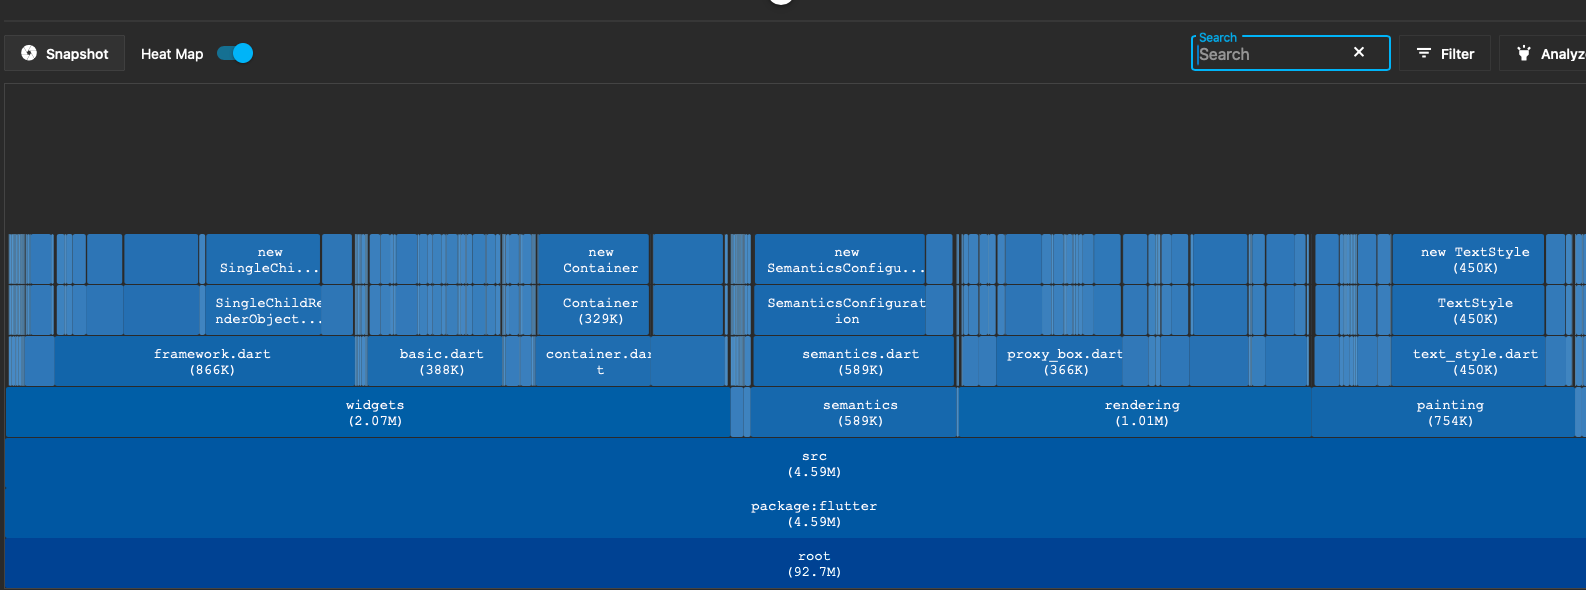 Snapshot
Heat Map
Search
Search
Filter
Analyz
new
SingleChi...
new
Container
new
SemanticsConfigu...
new TextStyle
(450K)
SingleChildRe
nderObject...
Container
(329K)
SemanticsConfigurat
ion
TextStyle
(450K)
framework.dart
(866K)
basic.dart
(388K)
container.dar
t
semantics.dart
(589K)
proxy_box.dart
(366K)
text_style.dart
(450K)
widgets
(2.07M)
semantics
(589K)
rendering
(1.01M)
painting
(754K)
src
(4.59M)
package:flutter
(4.59M)
root
(92.7M)